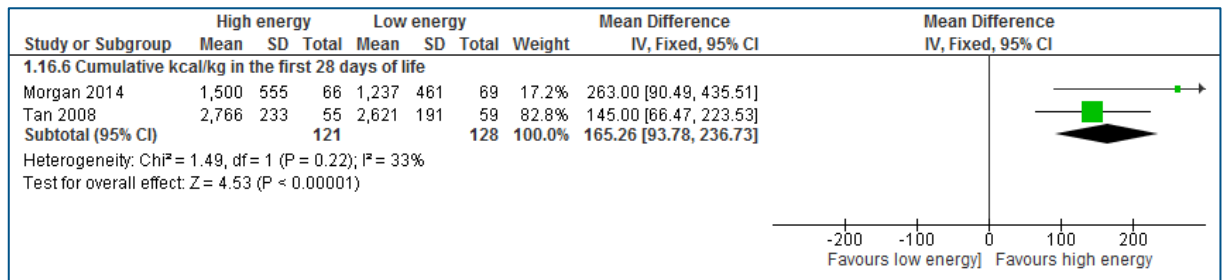 High energy Low energy Mean Difference Mean Difference
Study or Subgroup Mean SD Total Mean SD Total Weight IV, Fixed, 95% CI IV, Fixed, 95% CI
1.16.6 Cumulative kcal/kg in the first 28 days of life
Morgan 2014 1,500 555 66 1,237 461 69 17.2% 263.00 [90.49, 435.51]
Tan 2008 2,766 233 55 2,621 191 59 82.8% 145.00 [66.47, 223.53]
Subtotal (95% CI) 121 128 100.0% 165.26 [93.78, 236.73]
Heterogeneity: Chi² = 1.49, df = 1 (P = 0.22); I² = 33%
Test for overall effect: Z = 4.53 (P < 0.00001)
-200 -100 0 100 200
Favours low energy] Favours high energy